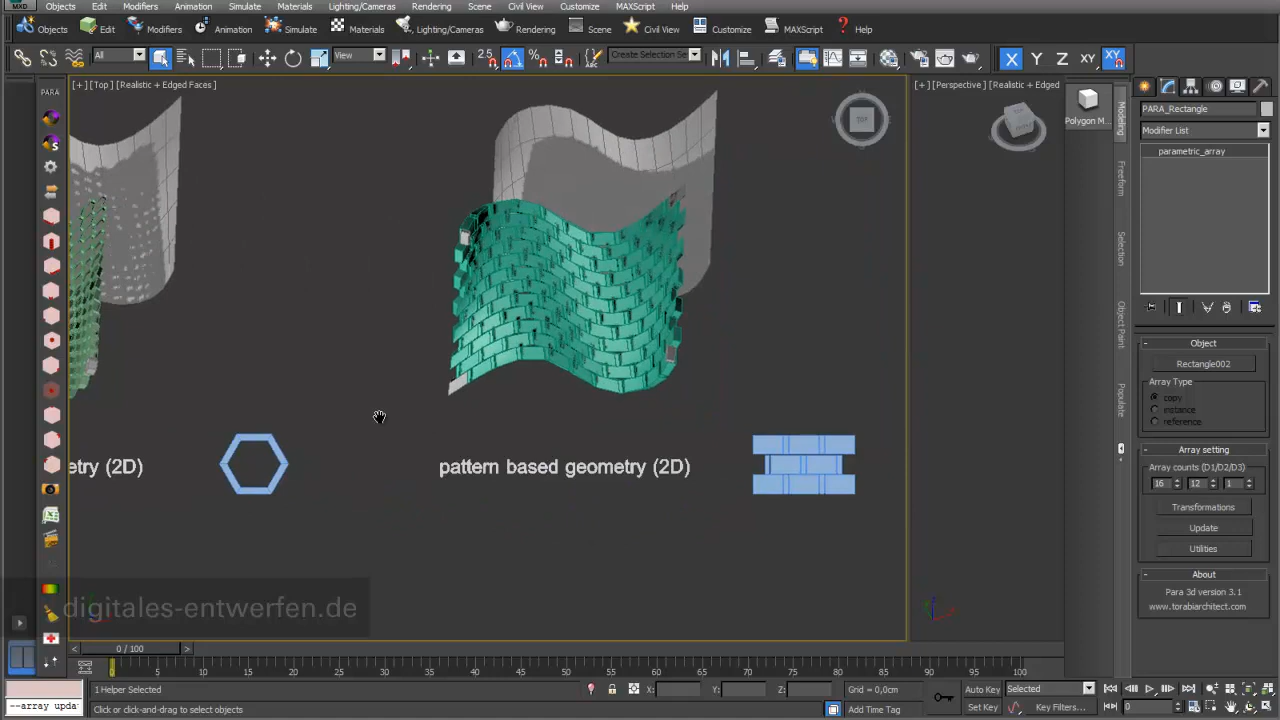 MXD
Objects Edit Modifiers Animation Simulate Materials Lighting/Cameras Rendering Scene Civil View Customize MAXScript Help
Objects Edit Modifiers Animation Simulate Materials Lighting/Cameras Rendering Scene Civil View Customize MAXScript Help
All View 2.5 Create Selection Se X Y Z XY XY
PARA
[+] [Top] [Realistic + Edged Faces]
[+] [Perspective] [Realistic + Edged
TOP
Polygon M...
Modeling
Freeform
Selection
Object Paint
Populate
PARA_Rectangle
Modifier List
parametric_array
- Object
Rectangle002
Array Type
copy
instance
reference
- Array setting
Array counts (D1/D2/D3)
16 12 1
Transformations
Update
Utilities
- About
Para 3d version 3.1
www.torabiarchitect.com
etry (2D)
pattern based geometry (2D)
digitales-entwerfen.de
< 0 / 100 >
0 5 10 15 20 25 30 35 40 45 50 55 60 65 70 75 80 85 90 95 100
1 Helper Selected X: Y: Z: Grid = 0,0cm Auto Key Selected
--array upda Click or click-and-drag to select objects Add Time Tag Set Key Key Filters... 0